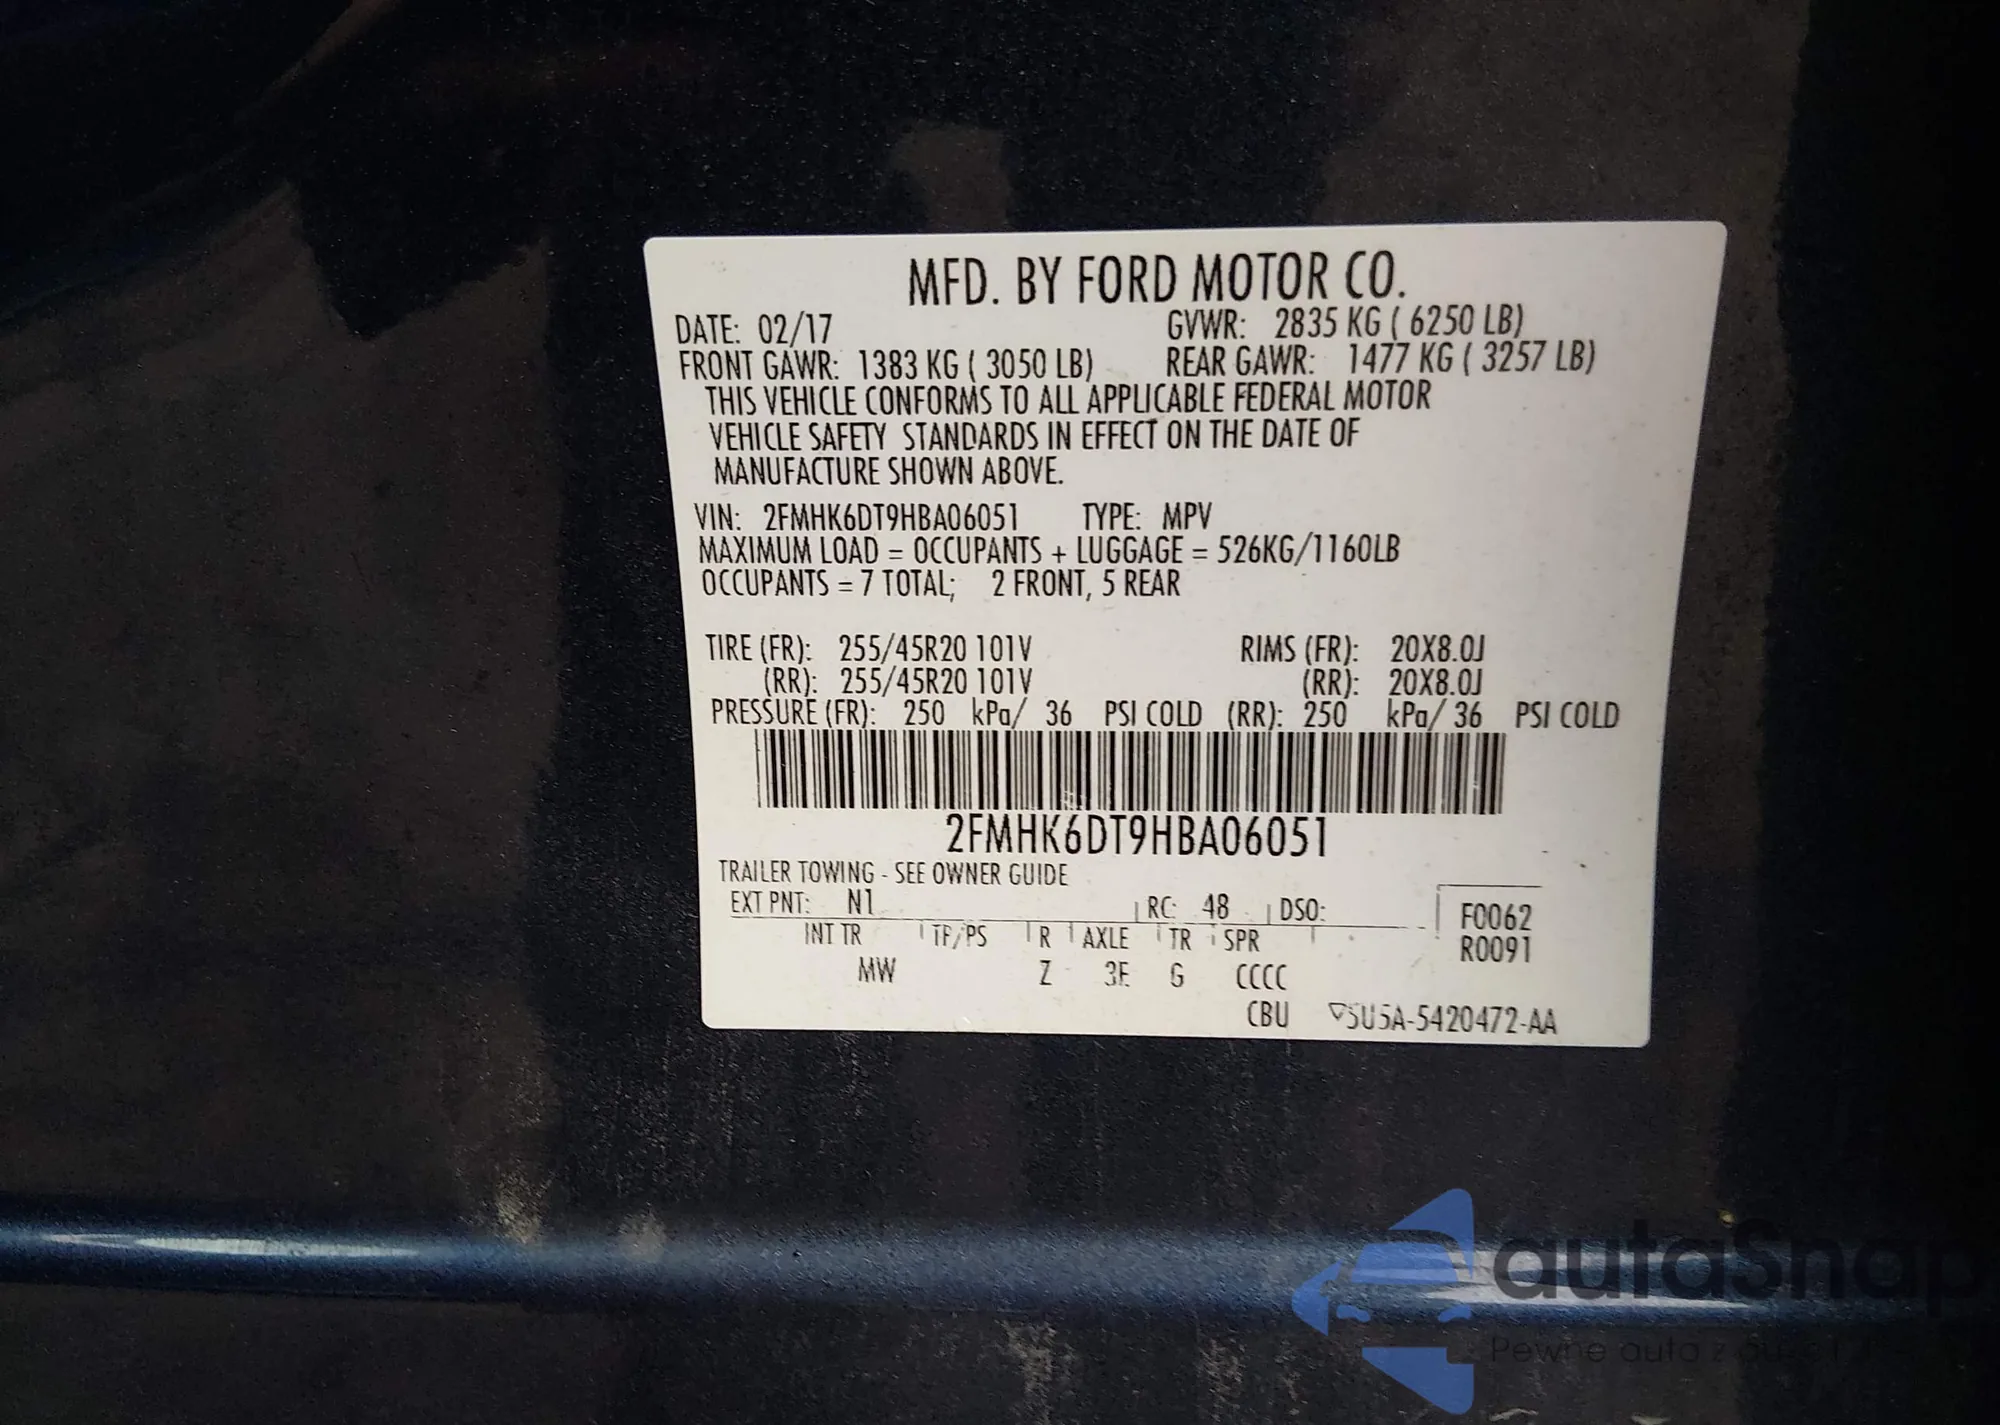 MFD. BY FORD MOTOR CO.
DATE: 02/17 GVWR: 2835 KG ( 6250 LB)
FRONT GAWR: 1383 KG ( 3050 LB) REAR GAWR: 1477 KG ( 3257 LB)
THIS VEHICLE CONFORMS TO ALL APPLICABLE FEDERAL MOTOR
VEHICLE SAFETY STANDARDS IN EFFECT ON THE DATE OF
MANUFACTURE SHOWN ABOVE.
VIN: 2FMHK6DT9HBA06051 TYPE: MPV
MAXIMUM LOAD = OCCUPANTS + LUGGAGE = 526KG/1160LB
OCCUPANTS = 7 TOTAL; 2 FRONT, 5 REAR
TIRE (FR): 255/45R20 101V RIMS (FR): 20X8.0J
(RR): 255/45R20 101V (RR): 20X8.0J
PRESSURE (FR): 250 kPa/ 36 PSI COLD (RR): 250 kPa/ 36 PSI COLD
2FMHK6DT9HBA06051
TRAILER TOWING - SEE OWNER GUIDE
EXT PNT: N1 RC: 48 DSO: F0062
INT TR TP/PS R AXLE TR SPR R0091
MW Z 3E G CCCC
CBU 5U5A-5420472-AA
autaSnap
Pewne auta z